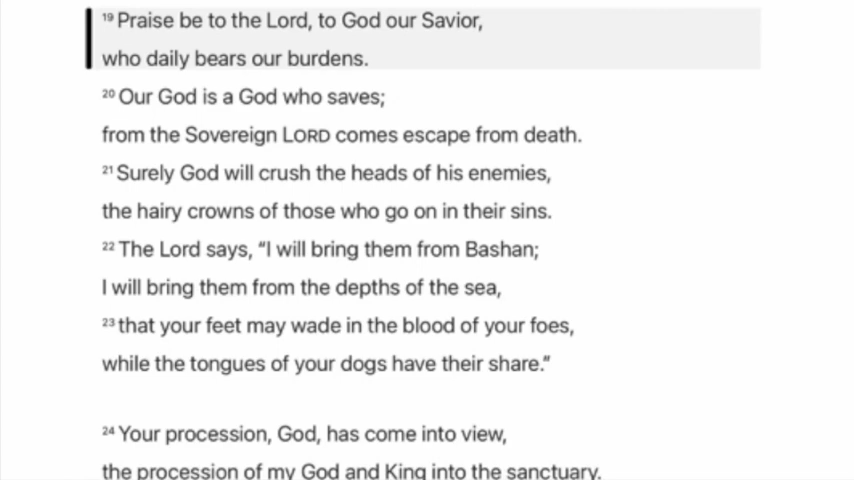 19 Praise be to the Lord, to God our Savior,
who daily bears our burdens.
20 Our God is a God who saves;
from the Sovereign LORD comes escape from death.
21 Surely God will crush the heads of his enemies,
the hairy crowns of those who go on in their sins.
22 The Lord says, “I will bring them from Bashan;
I will bring them from the depths of the sea,
23 that your feet may wade in the blood of your foes,
while the tongues of your dogs have their share.”
24 Your procession, God, has come into view,
the procession of my God and King into the sanctuary.